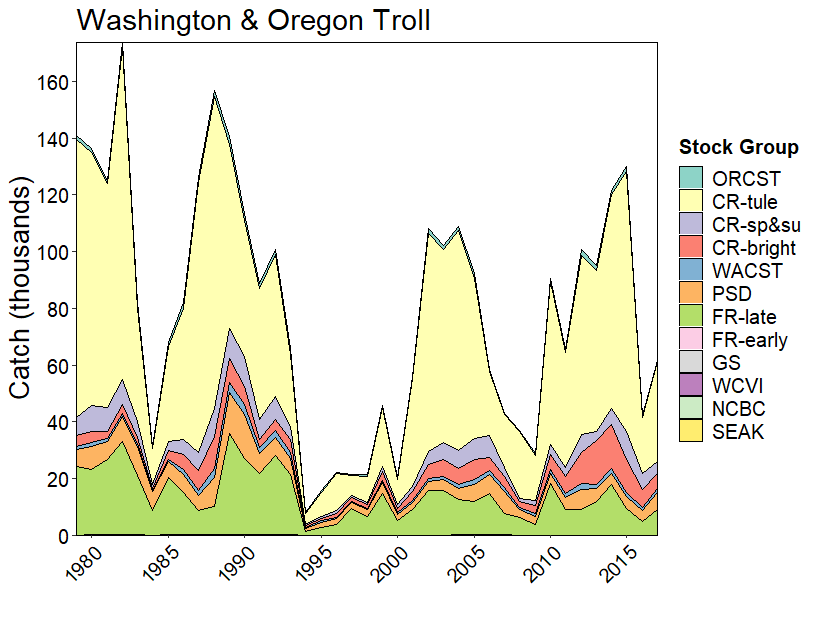 Washington & Oregon Troll
Catch (thousands)
160
140
120
100
80
60
40
20
0
1980
1985
1990
1995
2000
2005
2010
2015
Stock Group
ORCST
CR-tule
CR-sp&su
CR-bright
WACST
PSD
FR-late
FR-early
GS
WCVI
NCBC
SEAK